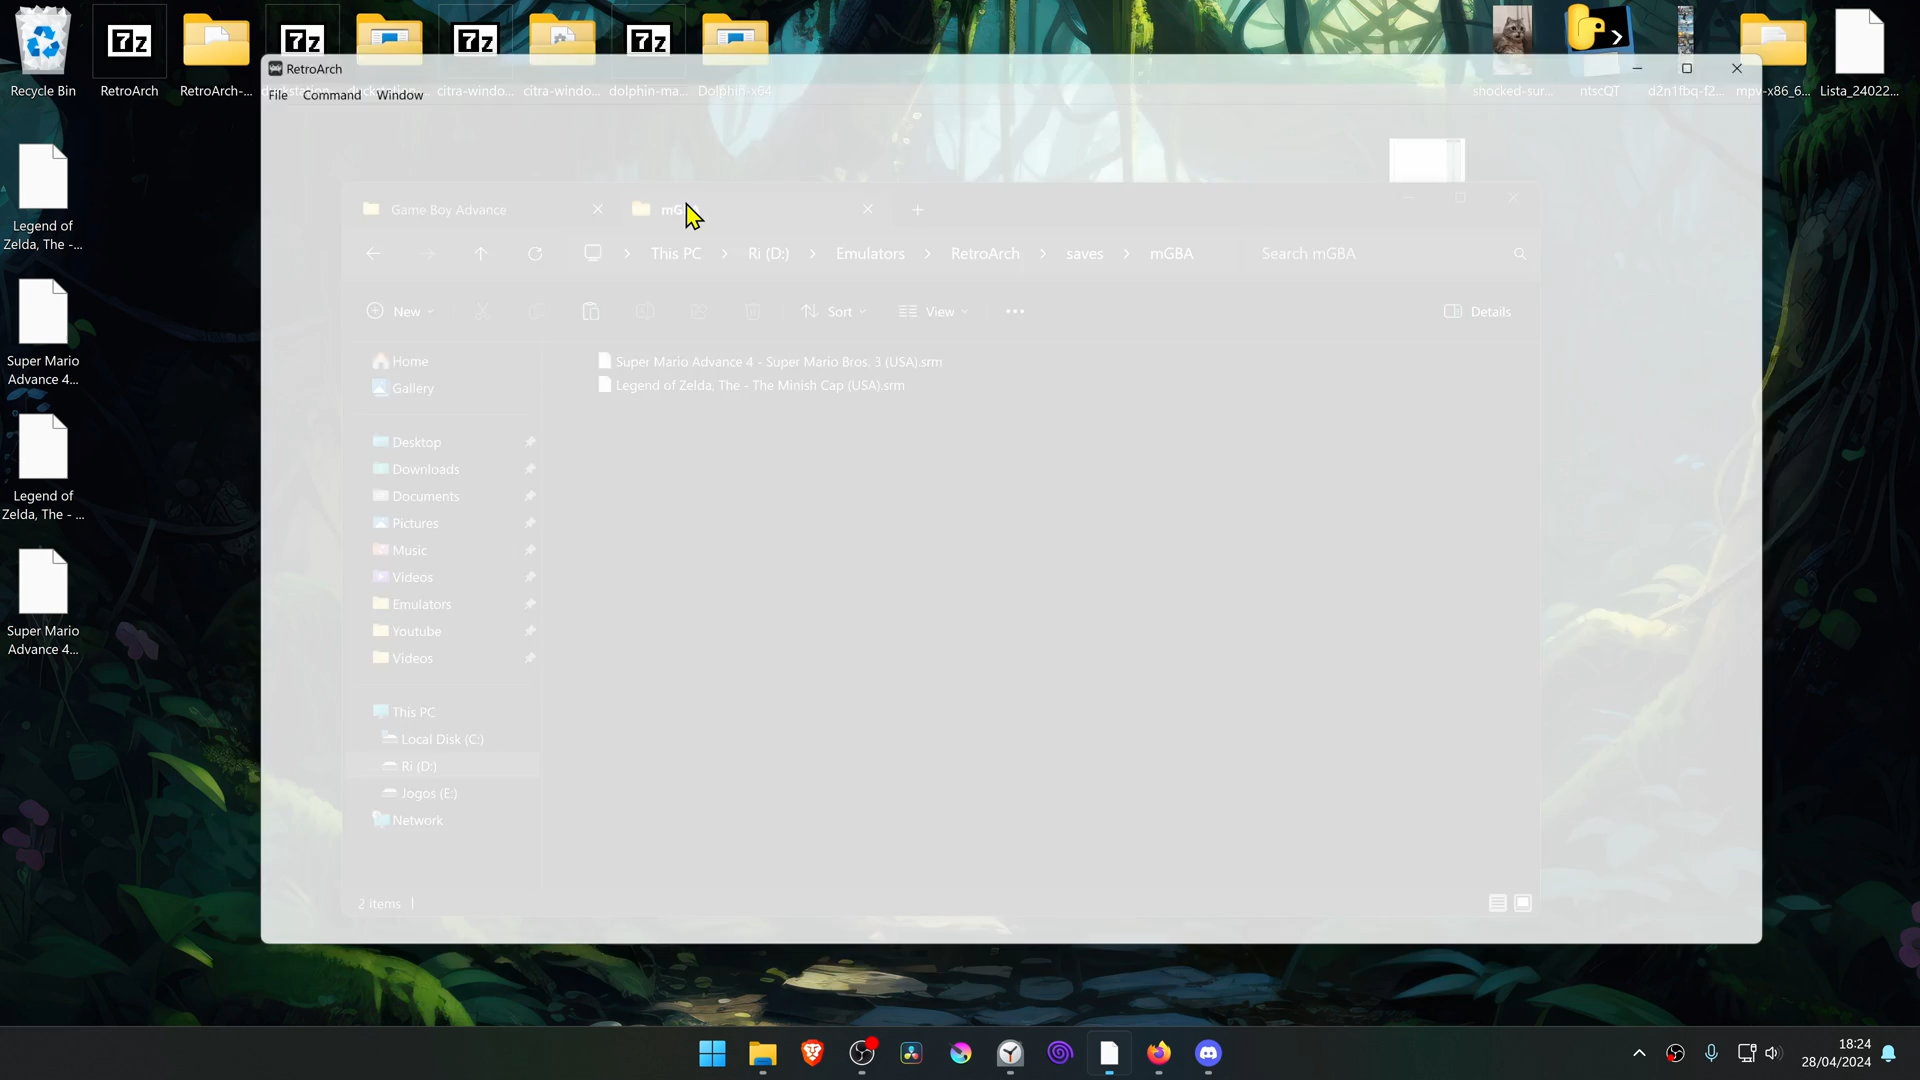 Recycle Bin
RetroArch
RetroArch-...
duckstation-...
duckstation-...
citra-windo...
citra-windo...
dolphin-ma...
Dolphin-x64
shocked-sur...
ntscQT
d2n1fbq-f2...
mpv-x86_6...
Lista_24022...
RetroArch
File Command Window
Legend of
Zelda, The -...
Super Mario
Advance 4...
Legend of
Zelda, The - ...
Super Mario
Advance 4...
Game Boy Advance
This PC > Ri (D:) > Emulators > RetroArch > saves > mGBA
Search mGBA
New
Sort
View
Details
Home
Gallery
Desktop
Downloads
Documents
Pictures
Music
Videos
Emulators
Youtube
Videos
This PC
Local Disk (C:)
Ri (D:)
Jogos (E:)
Network
Super Mario Advance 4 - Super Mario Bros. 3 (USA).srm
Legend of Zelda, The - The Minish Cap (USA).srm
2 items
18:24
28/04/2024